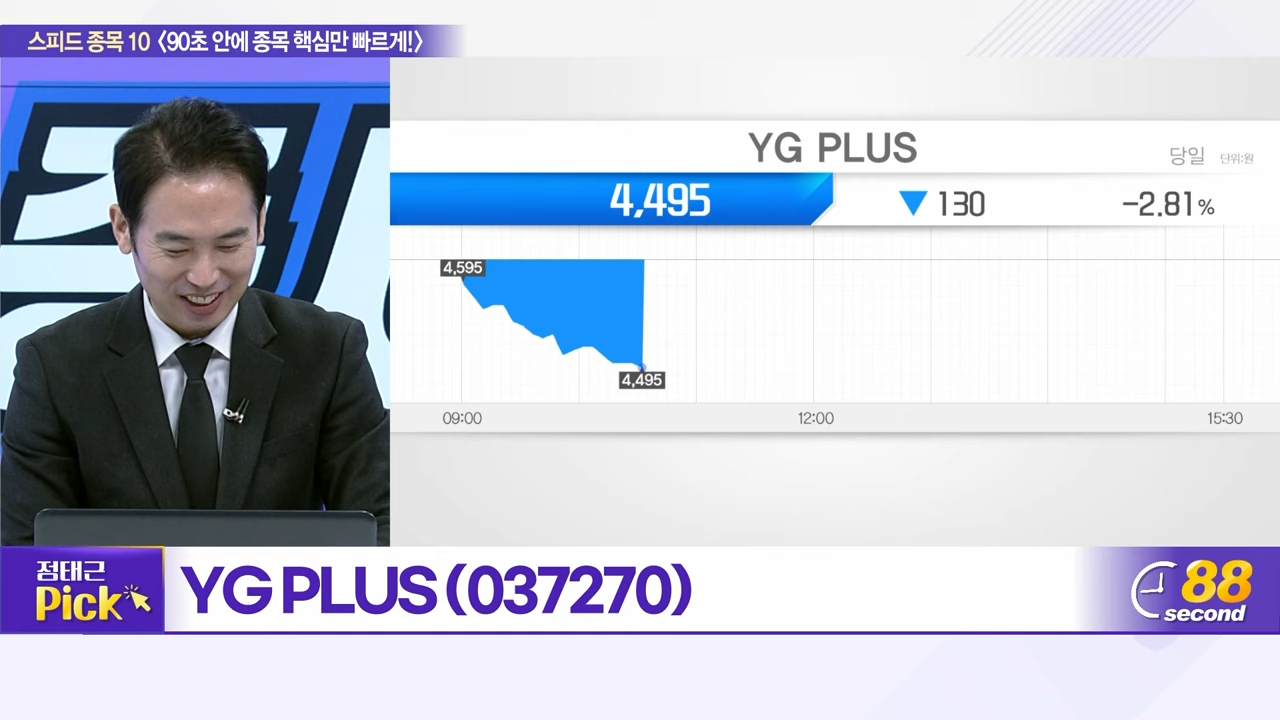 스피드 종목 10 〈90초 안에 종목 핵심만 빠르게!〉
YG PLUS
당일 단위:원
4,495 ▼ 130 -2.81%
4,595
4,495
09:00 12:00 15:30
정태근
Pick
YG PLUS (037270)
88
second